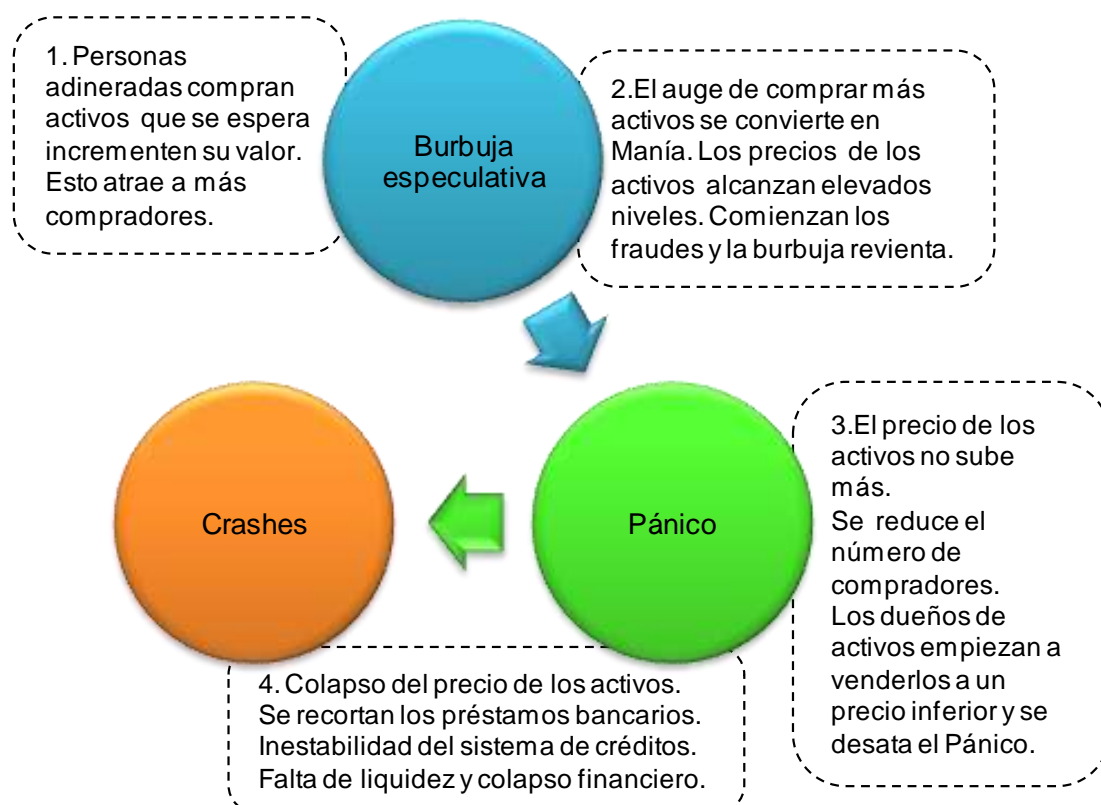 1. Personas
adineradas compran
activos que se espera
incrementen su valor.
Esto atrae a más
compradores.
Burbuja
especulativa
2.El auge de comprar más
activos se convierte en
Manía. Los precios de los
activos alcanzan elevados
niveles. Comienzan los
fraudes y la burbuja revienta.
3.El precio de los
activos no sube
más.
Se reduce el
número de
compradores.
Los dueños de
activos empiezan a
venderlos a un
precio inferior y se
desata el Pánico.
Pánico
Crashes
4. Colapso del precio de los activos.
Se recortan los préstamos bancarios.
Inestabilidad del sistema de créditos.
Falta de liquidez y colapso financiero.